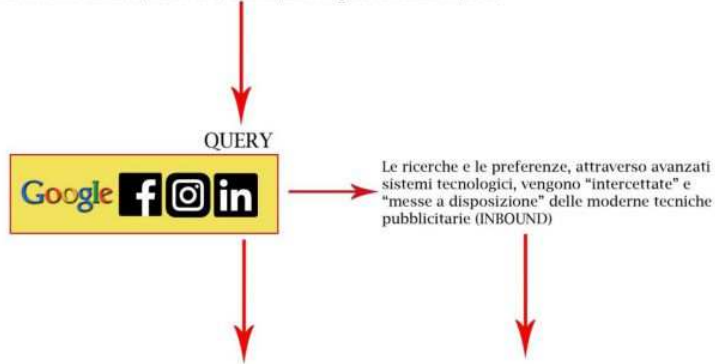 QUERY
Google f in
Le ricerche e le preferenze, attraverso avanzati
sistemi tecnologici, vengono “intercettate” e
“messe a disposizione” delle moderne tecniche
pubblicitarie (INBOUND)